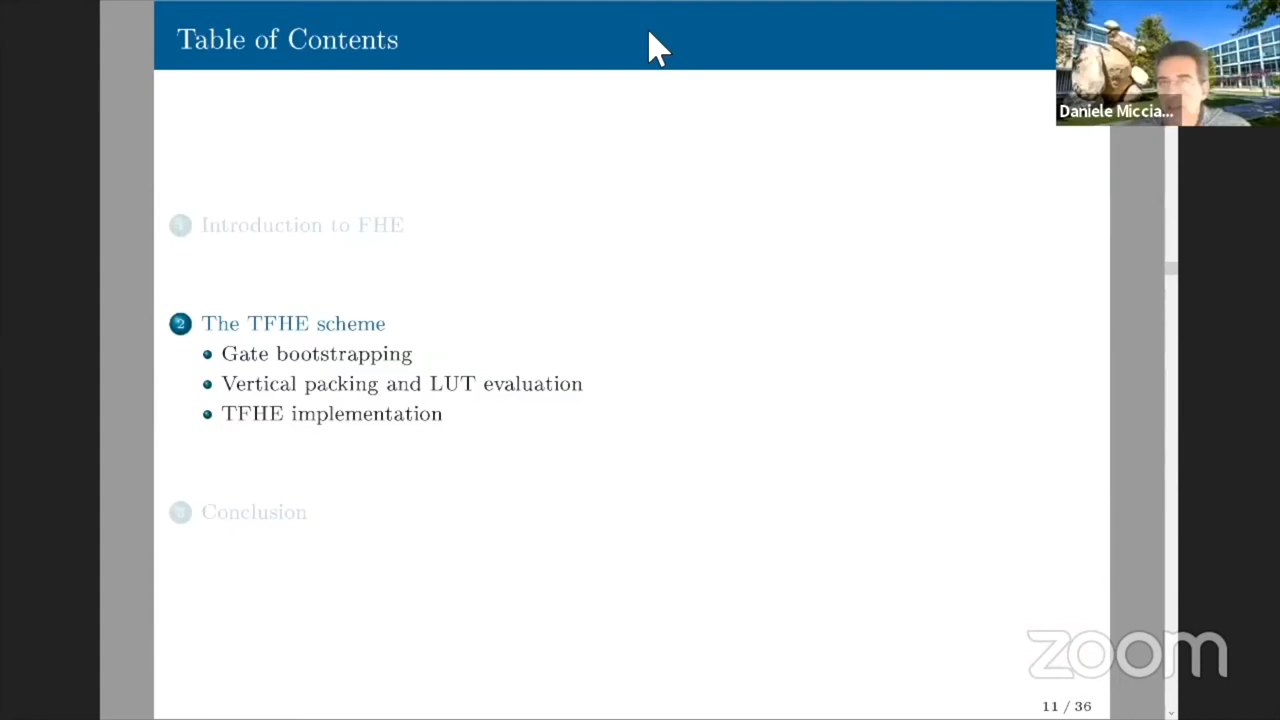 Table of Contents
Daniele Miccia...
Introduction to FHE
2 The TFHE scheme
Gate bootstrapping
Vertical packing and LUT evaluation
TFHE implementation
Conclusion
zoom
11 / 36